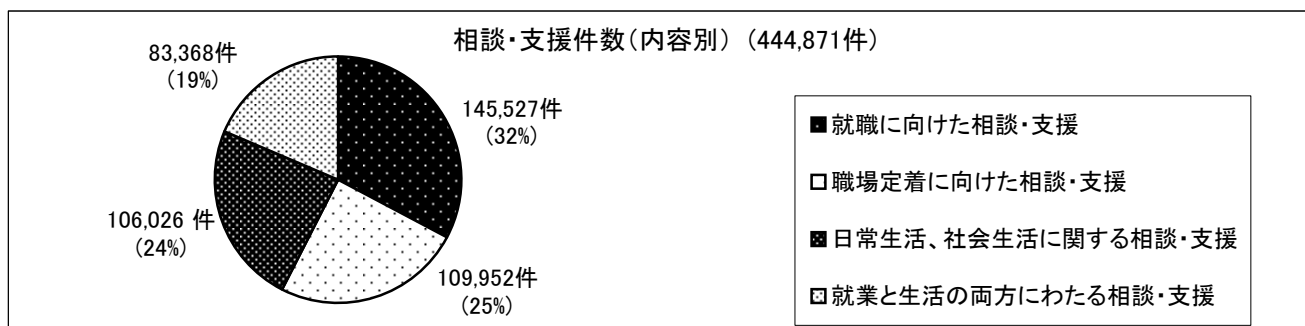 相談・支援件数(内容別) (444,871件)
83,368件
(19%)
145,527件
(32%)
106,026 件
(24%)
109,952件
(25%)
就職に向けた相談・支援
職場定着に向けた相談・支援
日常生活、社会生活に関する相談・支援
就業と生活の両方にわたる相談・支援